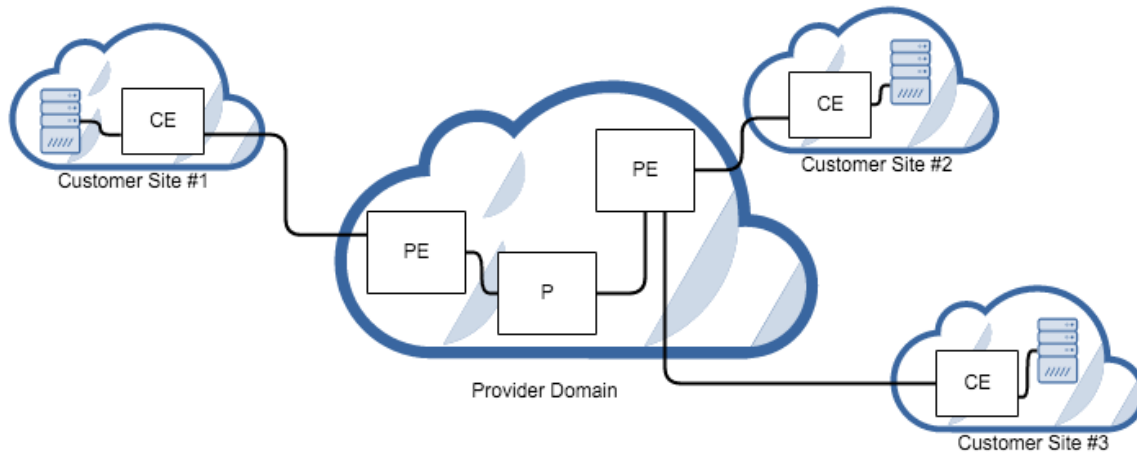 CE
Customer Site #1
CE
Customer Site #2
PE
PE
P
Provider Domain
CE
Customer Site #3